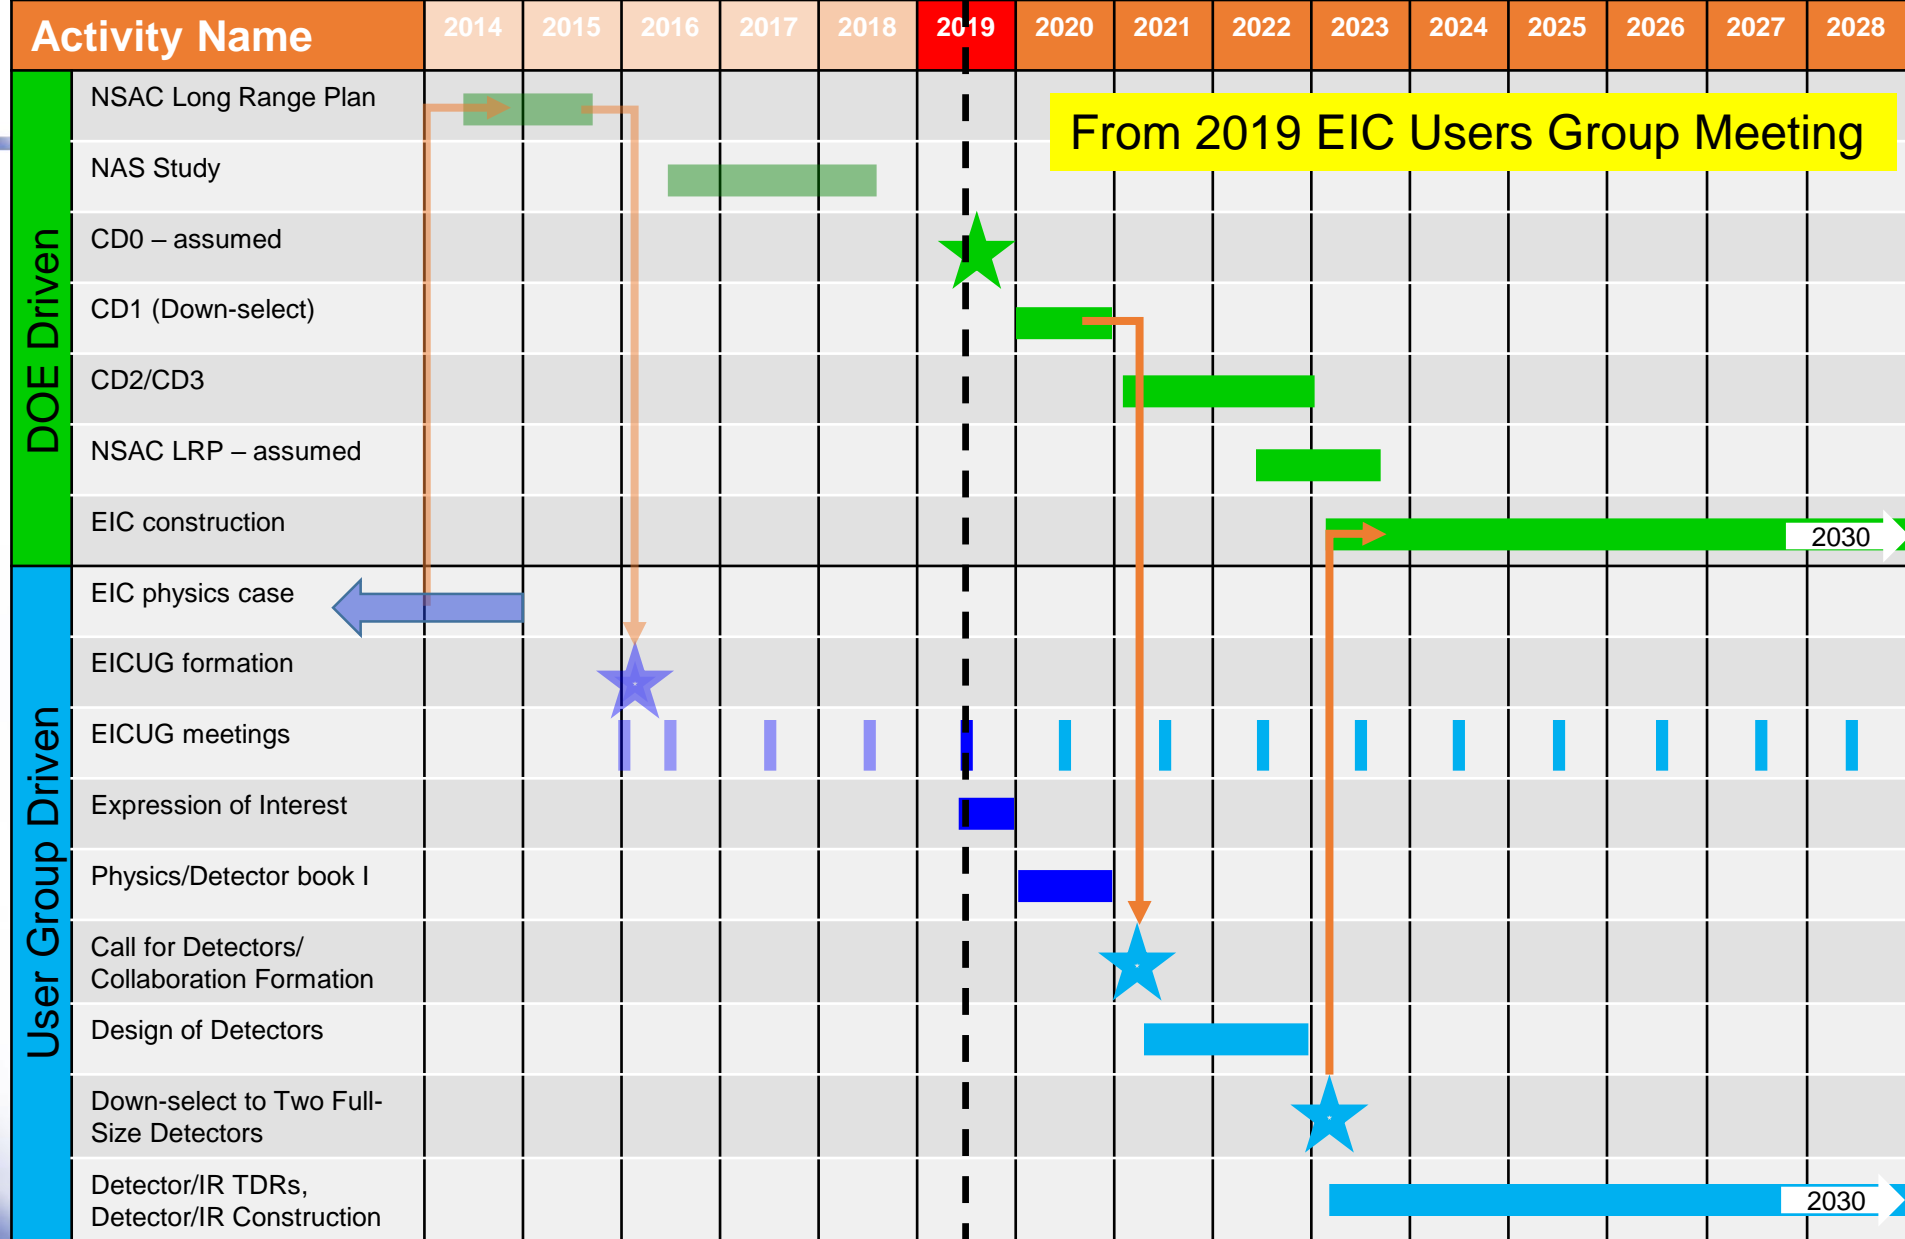 Activity Name 2014 2015 2016 2017 2018 2019 2020 2021 2022 2023 2024 2025 2026 2027 2028
From 2019 EIC Users Group Meeting
DOE Driven
NSAC Long Range Plan
NAS Study
CD0 – assumed
CD1 (Down-select)
CD2/CD3
NSAC LRP – assumed
EIC construction
2030
User Group Driven
EIC physics case
EICUG formation
EICUG meetings
Expression of Interest
Physics/Detector book I
Call for Detectors/
Collaboration Formation
Design of Detectors
Down-select to Two Full-
Size Detectors
Detector/IR TDRs,
Detector/IR Construction
2030